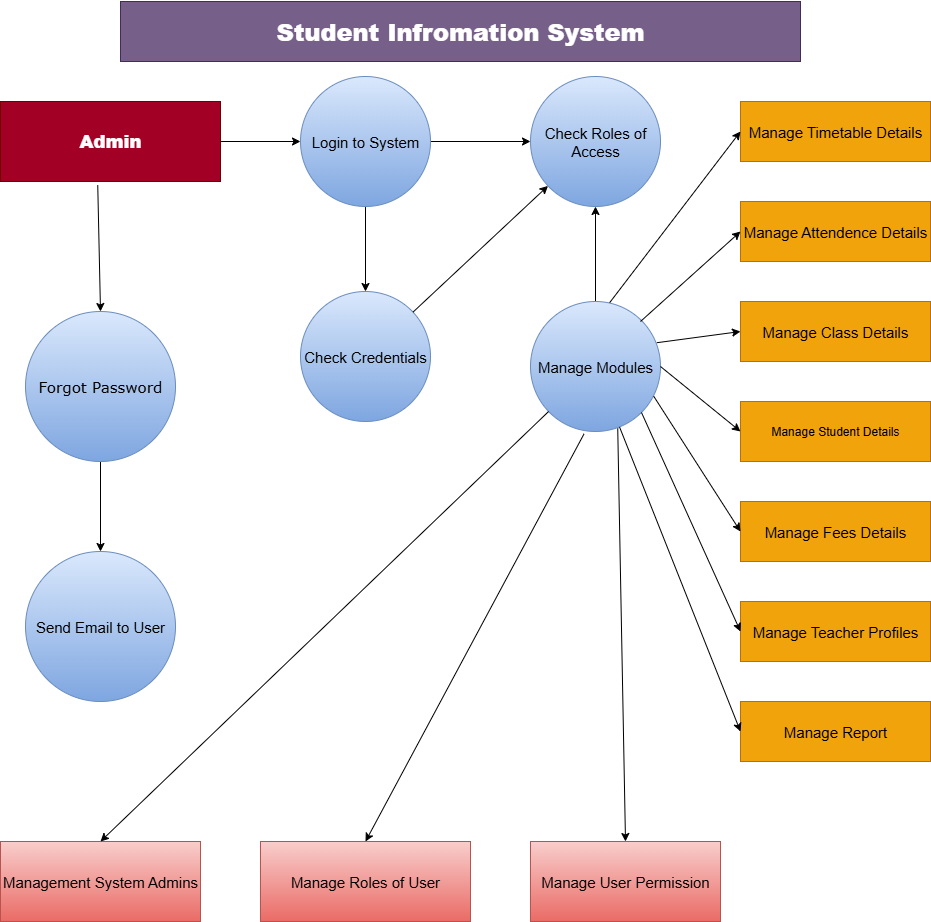 Student Infromation System
Admin
Login to System
Check Roles of
Access
Manage Timetable Details
Manage Attendence Details
Manage Class Details
Check Credentials
Manage Modules
Forgot Password
Manage Student Details
Manage Fees Details
Send Email to User
Manage Teacher Profiles
Manage Report
Management System Admins
Manage Roles of User
Manage User Permission